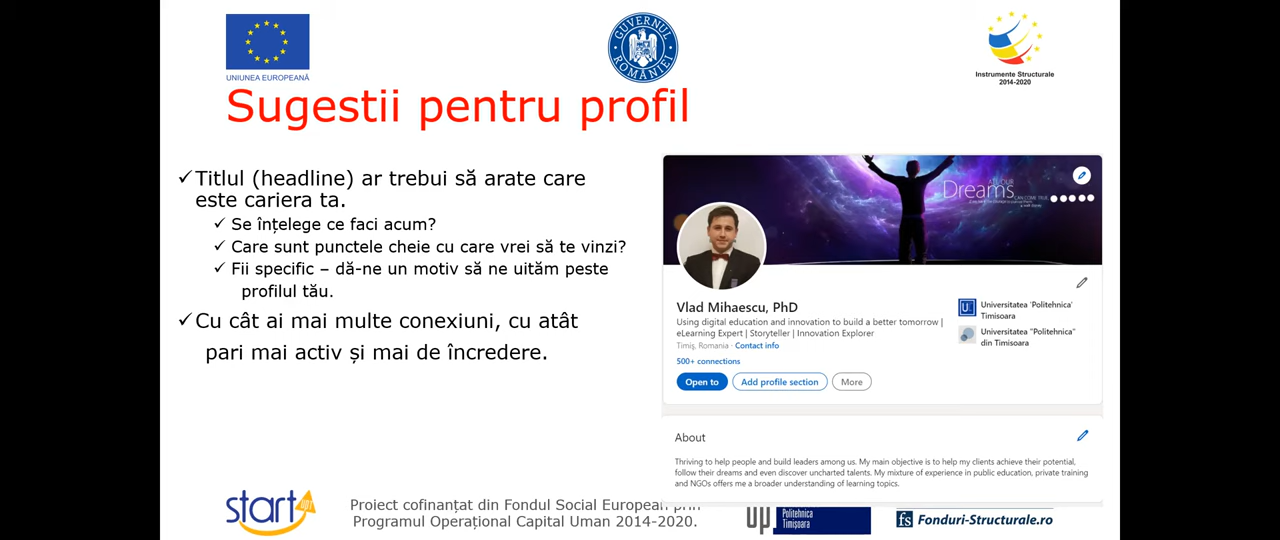 UNIUNEA EUROPEANĂ
GUVERNUL ROMÂNIEI
Instrumente Structurale
2014-2020
Sugestii pentru profil
✓Titlul (headline) ar trebui să arate care
este cariera ta.
✓ Se înțelege ce faci acum?
✓ Care sunt punctele cheie cu care vrei să te vinzi?
✓ Fii specific – dă-ne un motiv să ne uităm peste
profilul tău.
✓Cu cât ai mai multe conexiuni, cu atât
pari mai activ și mai de încredere.
Dreams
Vlad Mihaescu, PhD
Using digital education and innovation to build a better tomorrow |
eLearning Expert | Storyteller | Innovation Explorer
Timiș, Romania · Contact info
500+ connections
Open to
Add profile section
More
Universitatea 'Politehnica'
Timisoara
Universitatea "Politehnica"
din Timisoara
About
Thriving to help people and build leaders among us. My main objective is to help my clients achieve their potential,
follow their dreams and even discover uncharted talents. My mixture of experience in public education, private training
and NGOs offers me a broader understanding of learning topics.
start up!
Proiect cofinanțat din Fondul Social European prin
Programul Operațional Capital Uman 2014-2020.
Politehnica
Timișoara
fs Fonduri-Structurale.ro